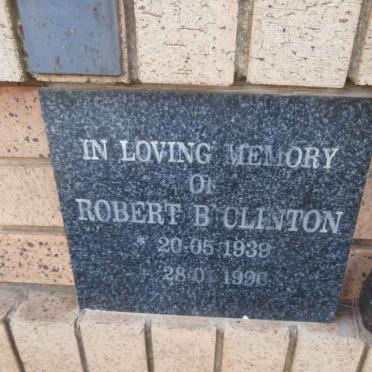 IN LOVING MEMORY
OF
ROBERT B CLINTON
* 20-05-1939